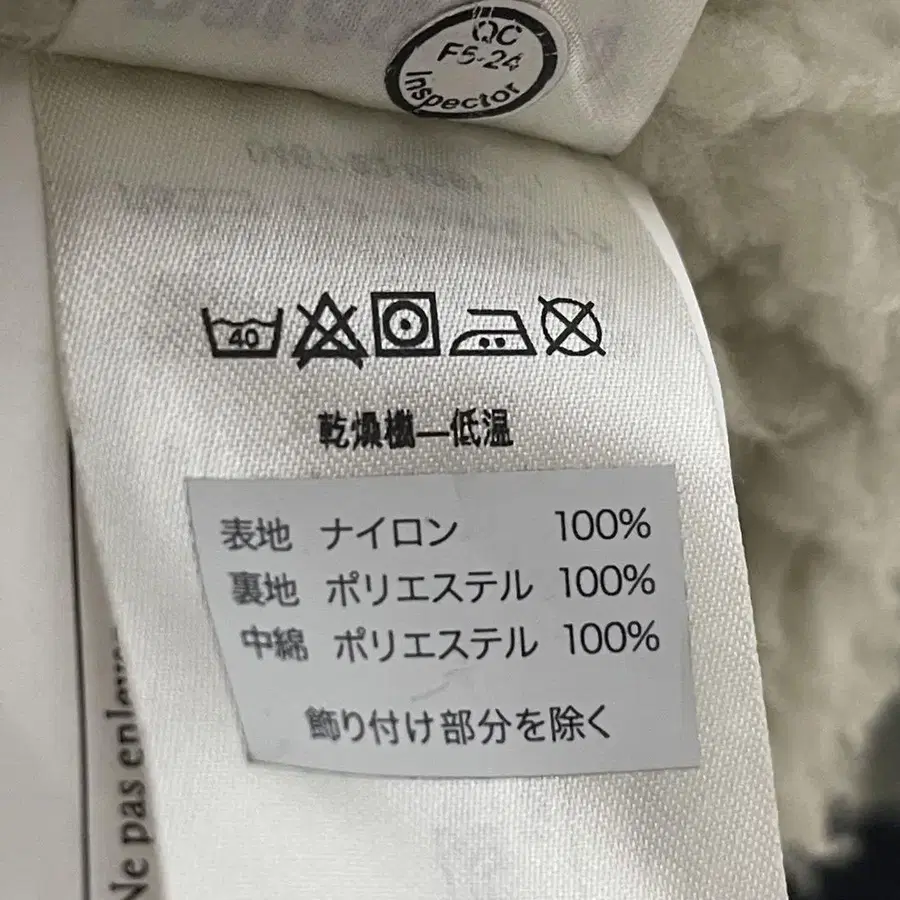 QC
F5-24
Inspector
40
乾燥機—低温
表地 ナイロン 100%
裏地 ポリエステル 100%
中綿 ポリエステル 100%
飾り付け部分を除く
Ne pas enlev